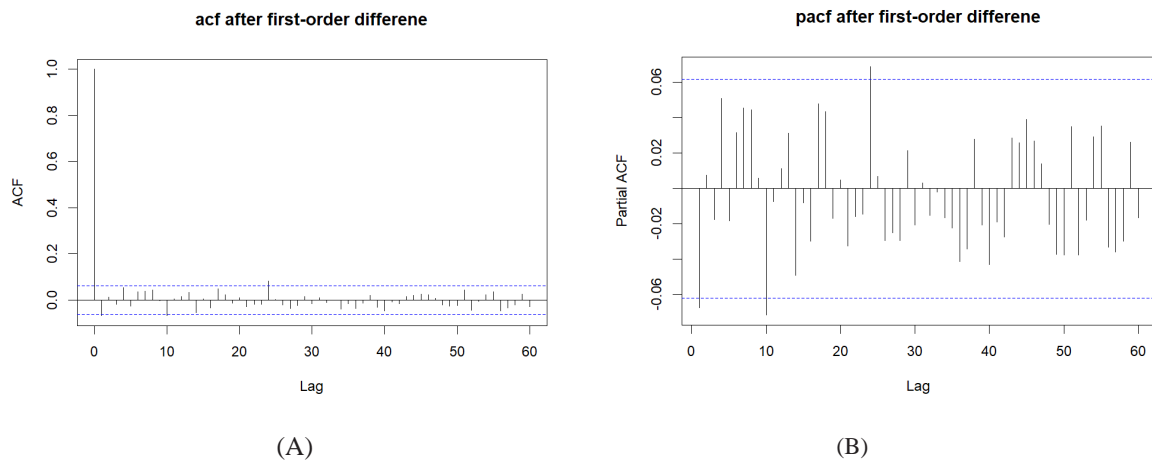 acf after first-order differene
ACF
1.0
0.8
0.6
0.4
0.2
0.0
0 10 20 30 40 50 60
Lag
(A)
pacf after first-order differene
Partial ACF
0.06
0.02
-0.02
-0.06
0 10 20 30 40 50 60
Lag
(B)